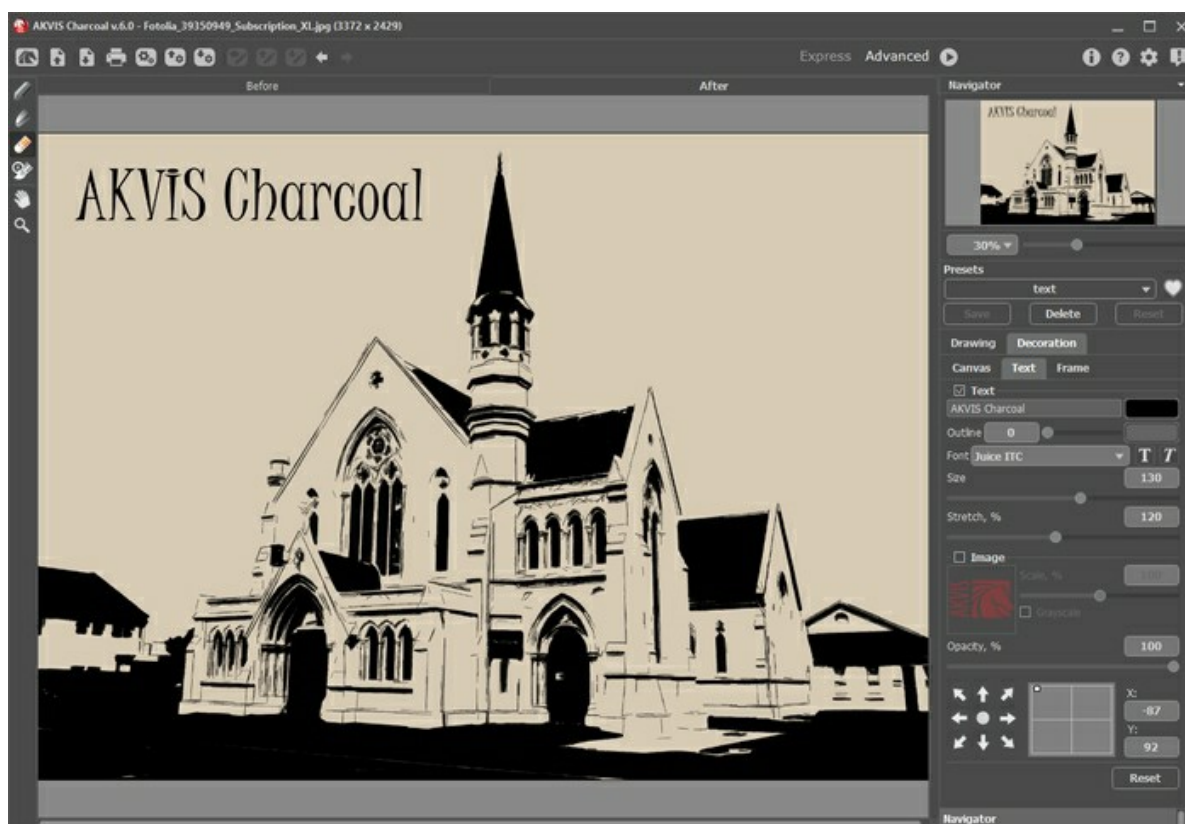 AKVIS Charcoal v.6.0 - Fotolia_39350949_Subscription_XL.jpg (3372 x 2429)
Express Advanced
Before After
AKVIS Charcoal
Navigator
AKVIS Charcoal
30%
Presets
text
Save Delete Reset
Drawing Decoration
Canvas Text Frame
Text
AKVIS Charcoal
Outline 0
Font Juice ITC T T
Size 130
Stretch, % 120
Image
Scale, % 100
AKVIS
Grayscale
Opacity, % 100
X:
-87
Y:
92
Reset
Navigator